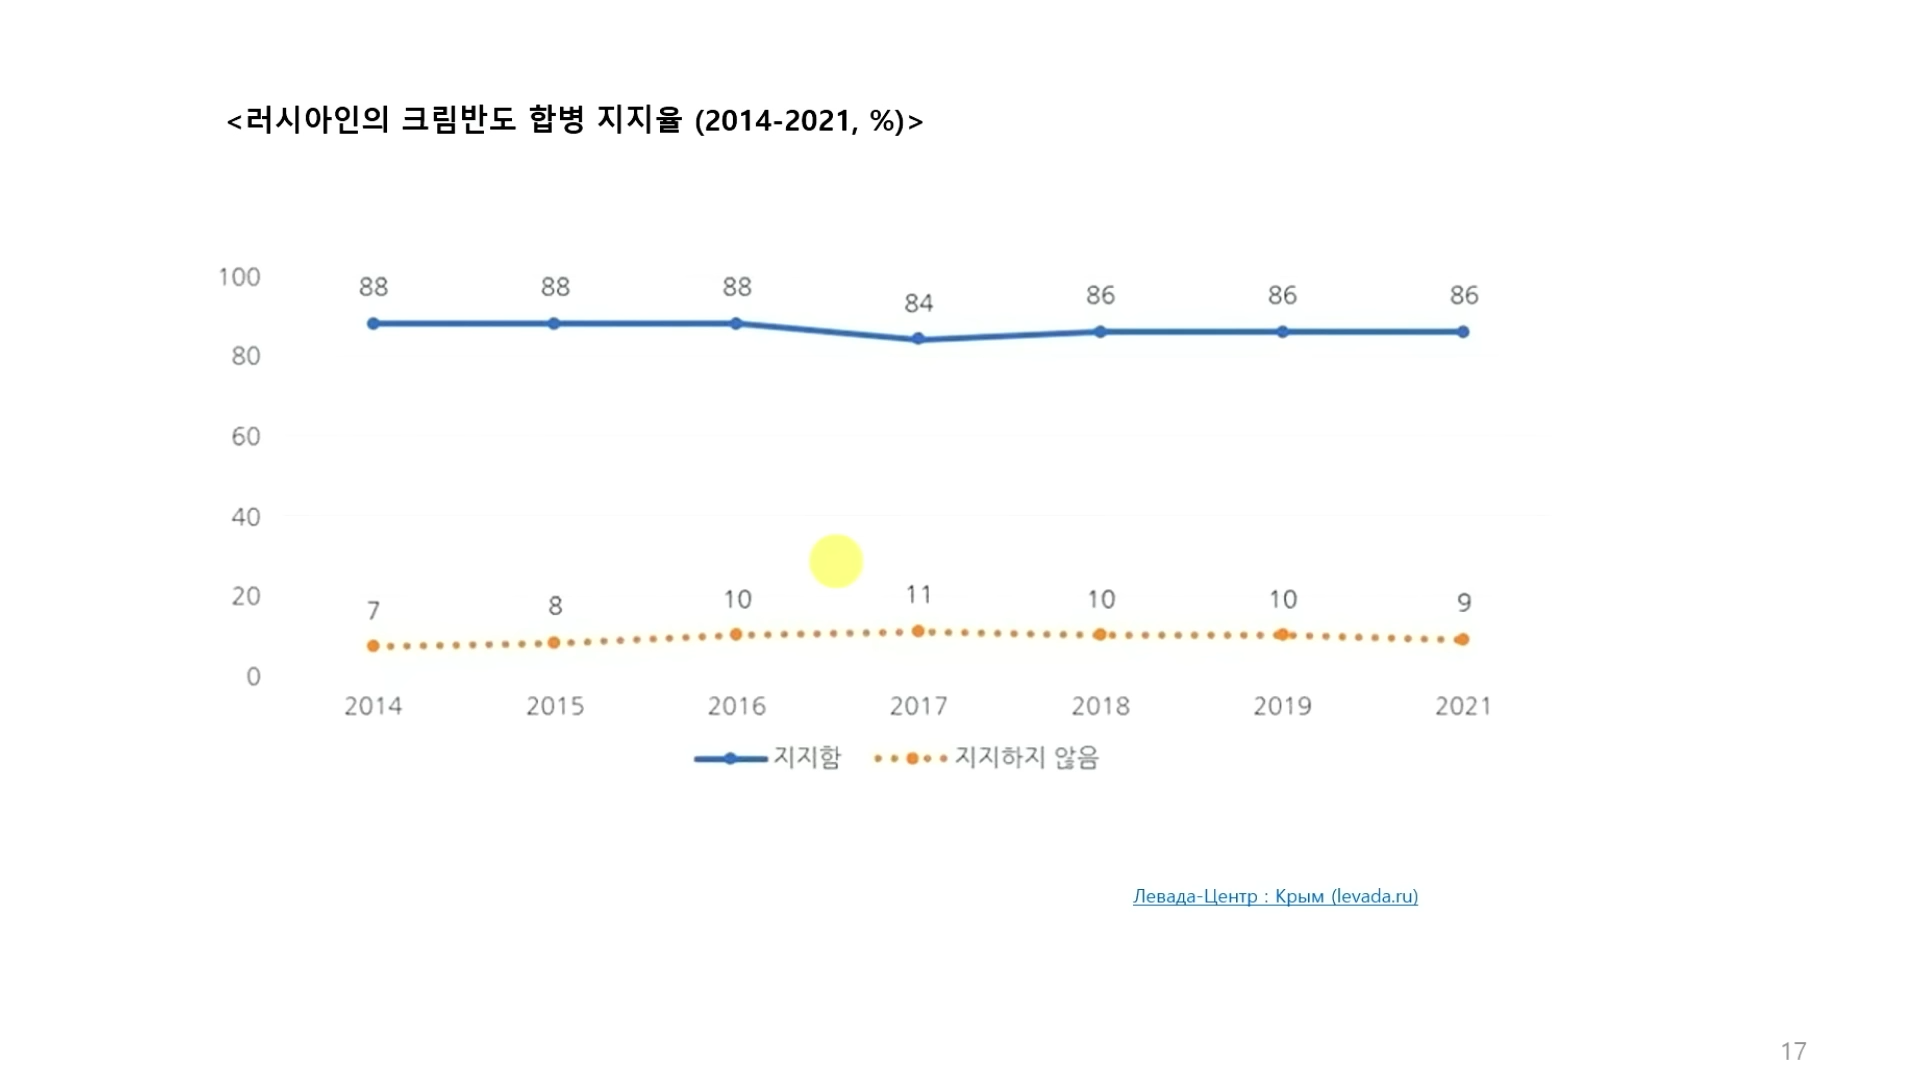 <러시아인의 크림반도 합병 지지율 (2014-2021, %)>
100
80
60
40
20
0
88 88 88 84 86 86 86
7 8 10 11 10 10 9
2014 2015 2016 2017 2018 2019 2021
지지함 지지하지 않음
Левада-Центр : Крым (levada.ru)
17